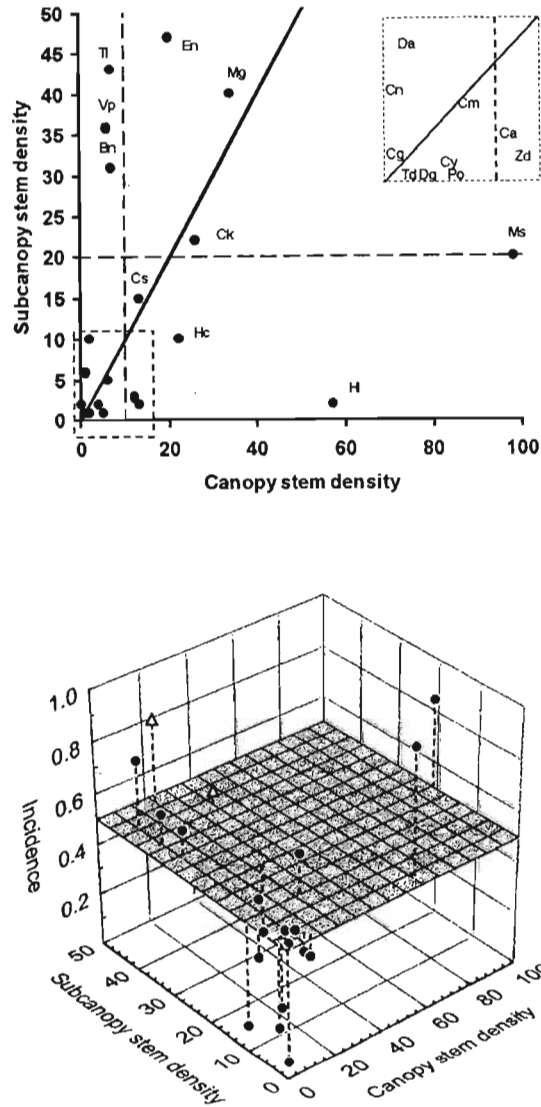 50
45
40
35
30
25
20
15
10
5
0
Subcanopy stem density
En
Tl
Mg
Vp
Bn
Ck
Ms
Cs
Hc
Hl
0
20
40
60
80
100
Canopy stem density
Da
Cn
Cm
Ca
Cg
Cy
Zd
Td Dg Po
1.0
0.8
0.6
0.4
0.2
Incidence
50
40
30
20
10
0
Subcanopy stem density
0
20
40
60
80
100
Canopy stem density